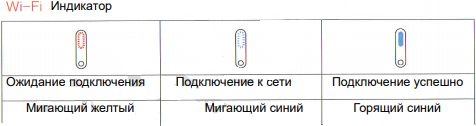 Wi-Fi Индикатор
Ожидание подключения Подключение к сети Подключение успешно
Мигающий желтый Мигающий синий Горящий синий